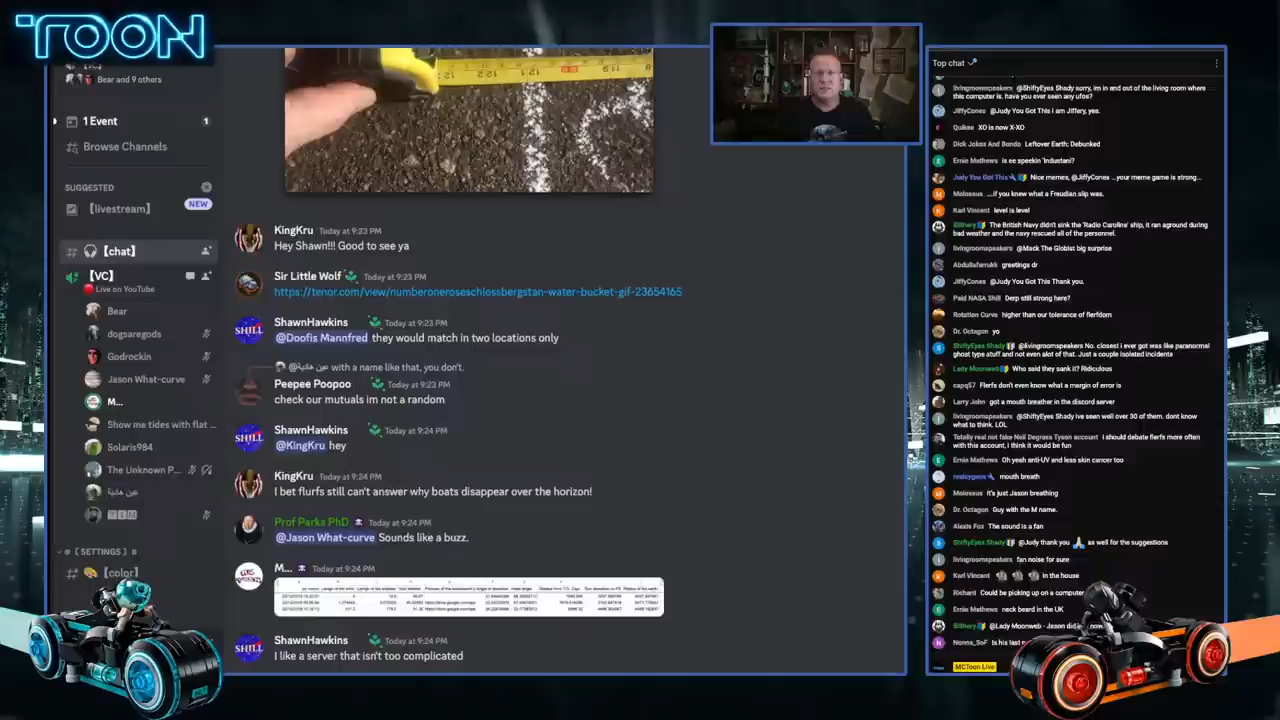 TOON
Bear and 9 others
1 Event
1
Browse Channels
SUGGESTED
【livestream】
NEW
【chat】
【VC】
Live on YouTube
Bear
dogsaregods
Godrockin
Jason What-curve
M...
Show me tides with flat ...
Solaris984
The Unknown P...
عين هانية
TIM
[ SETTINGS ]
【color】
KingKru Today at 9:23 PM
Hey Shawn!!! Good to see ya
Sir Little Wolf Today at 9:23 PM
https://tenor.com/view/numberoneroseschlossbergstan-water-bucket-gif-23654165
ShawnHawkins Today at 9:23 PM
@Doofis Mannfred they would match in two locations only
@عين هانية with a name like that, you don't.
Peepee Poopoo Today at 9:23 PM
check our mutuals im not a random
ShawnHawkins Today at 9:24 PM
@KingKru hey
KingKru Today at 9:24 PM
I bet flurfs still can't answer why boats disappear over the horizon!
Prof Parks PhD Today at 9:24 PM
@Jason What-curve Sounds like a buzz.
M... Today at 9:24 PM
ShawnHawkins Today at 9:24 PM
I like a server that isn't too complicated
Top chat
livingroomspeakers @ShiftyEyes Shady sorry, im in and out of the living room where
this computer is. have you ever seen any ufos?
JiffyCones @Judy You Got This I am Jiffery, yes.
Quikee XO is now X-XO
Dick Jokes And Bondo Leftover Earth: Debunked
Ernie Mathews is ee speekin 'Industani?
Judy You Got This Nice memes, @JiffyCones ...your meme game is strong...
Molossus ...if you knew what a Freudian slip was.
Karl Vincent level is level
Slithery The British Navy didn't sink the 'Radio Caroline' ship, it ran aground during
bad weather and the navy rescued all of the personnel.
livingroomspeakers @Mack The Globist big surprise
Abdullafarrukk greetings dr
JiffyCones @Judy You Got This Thank you.
Paid NASA Shill Derp still strong here?
Rotation Curve higher than our tolerance of flerfdom
Dr. Octagon yo
ShiftyEyes Shady @livingroomspeakers No. closest i ever got was like paranormal
ghost type stuff and not even alot of that. Just a couple isolated incidents
Lady Moonweb Who said they sank it? Ridiculous
capq57 Flerfs don't even know what a margin of error is
Larry John got a mouth breather in the discord server
livingroomspeakers @ShiftyEyes Shady ive seen well over 30 of them. dont know
what to think. LOL
Totally real not fake Neil Degrass Tyson account I should debate flerfs more often
with this account, I think it would be fun
Ernie Mathews Oh yeah anti-UV and less skin cancer too
realcygnus mouth breath
Molossus It's just Jason breathing
Dr. Octagon Guy with the M name.
Alexis Fox The sound is a fan
ShiftyEyes Shady @Judy thank you as well for the suggestions
livingroomspeakers fan noise for sure
Karl Vincent in the house
Richard Could be picking up on a computer
Ernie Mathews neck beard in the UK
Slithery @Lady Moonweb - Jason did
Nonna_SoF Is his last
MCToon Live